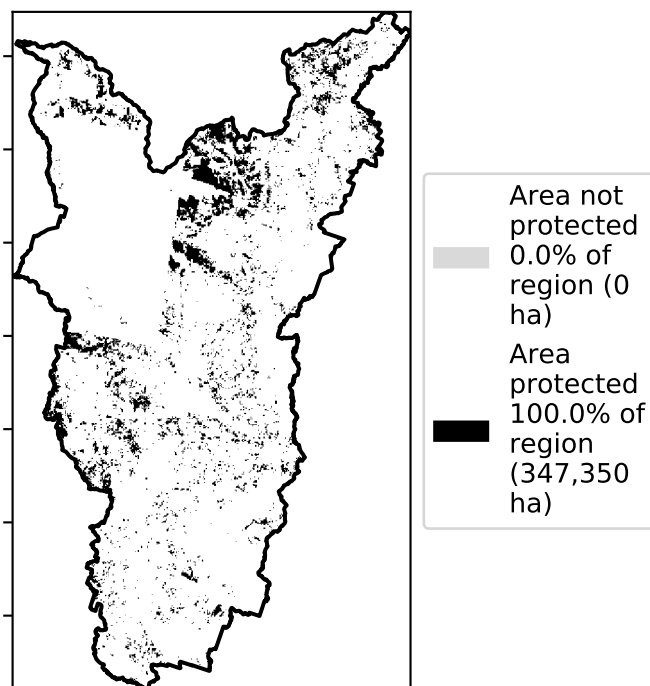 Area not
protected
0.0% of
region (0
ha)
Area
protected
100.0% of
region
(347,350
ha)